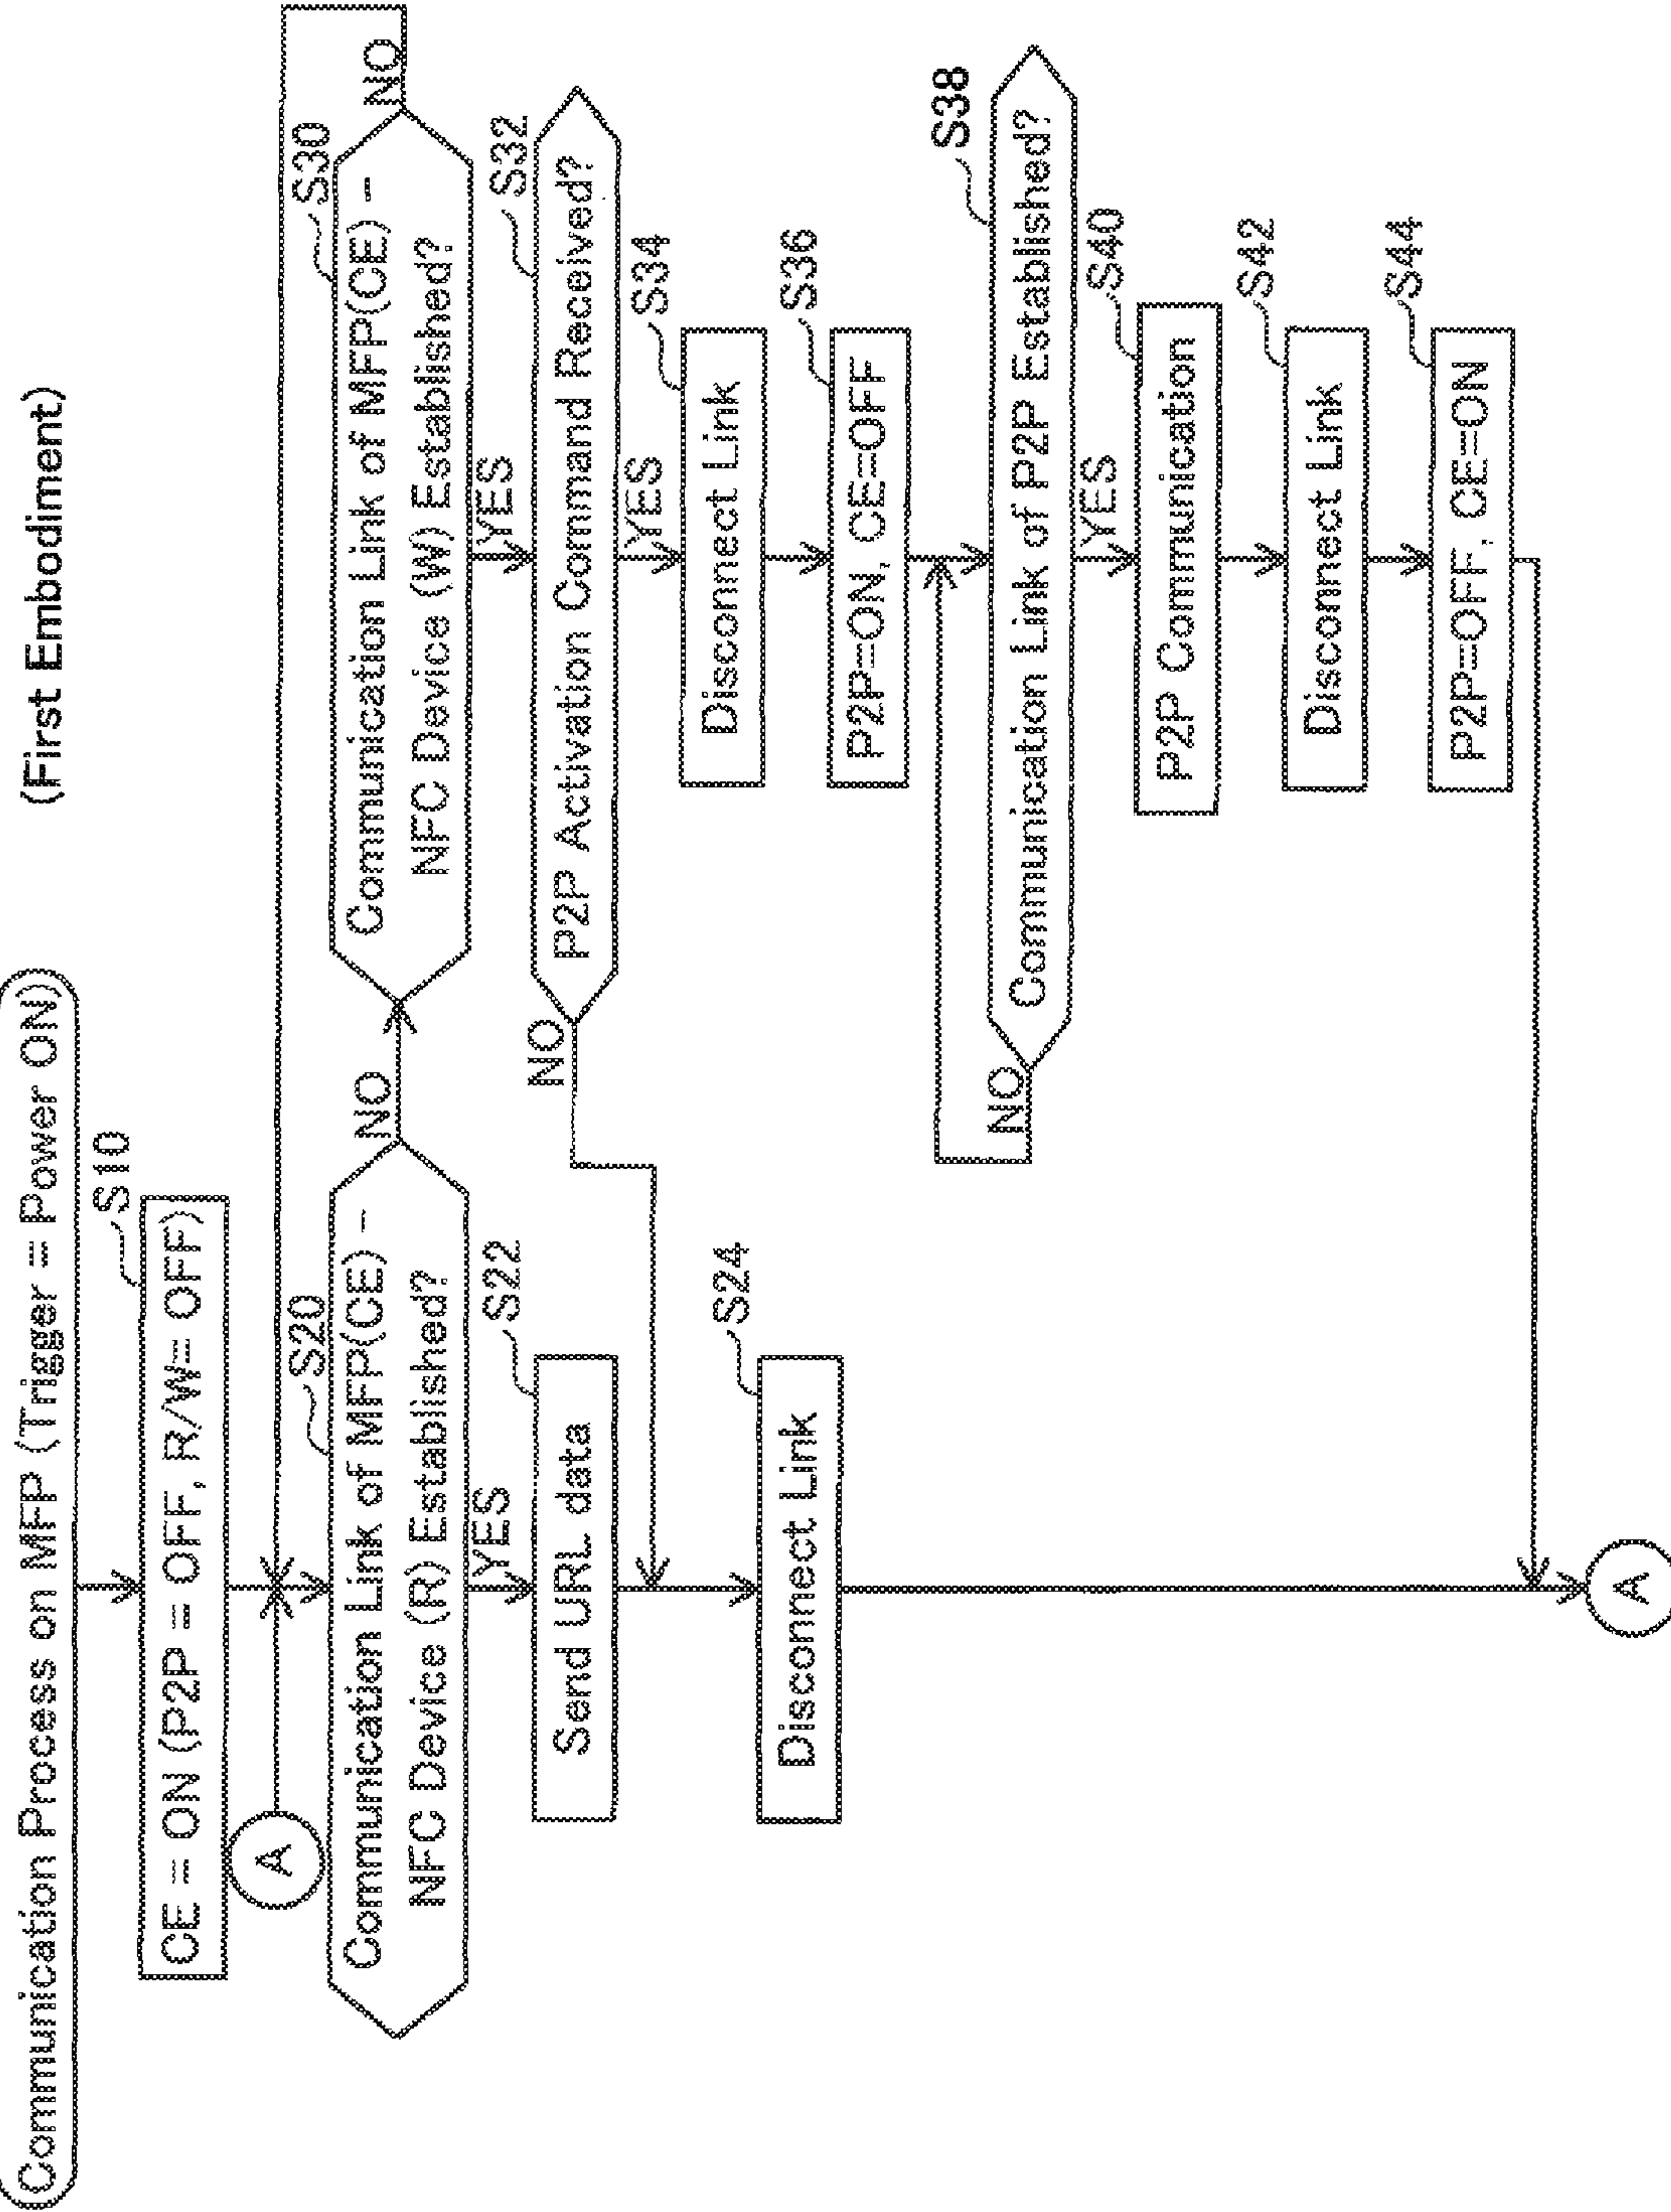 (First Embodiment)
Communication Process on MFP (Trigger = Power ON)
S10
CE = ON (P2P = OFF, R/W= OFF)
A
S20
Communication Link of MFP(CE) –
NFC Device (R) Established?
NO
YES
S22
Send URL data
S24
Disconnect Link
S30
Communication Link of MFP(CE) –
NFC Device (W) Established?
NO
YES
S32
P2P Activation Command Received?
NO
YES
S34
Disconnect Link
S36
P2P=ON, CE=OFF
S38
Communication Link of P2P Established?
NO
YES
S40
P2P Communication
S42
Disconnect Link
S44
P2P=OFF, CE=ON
A